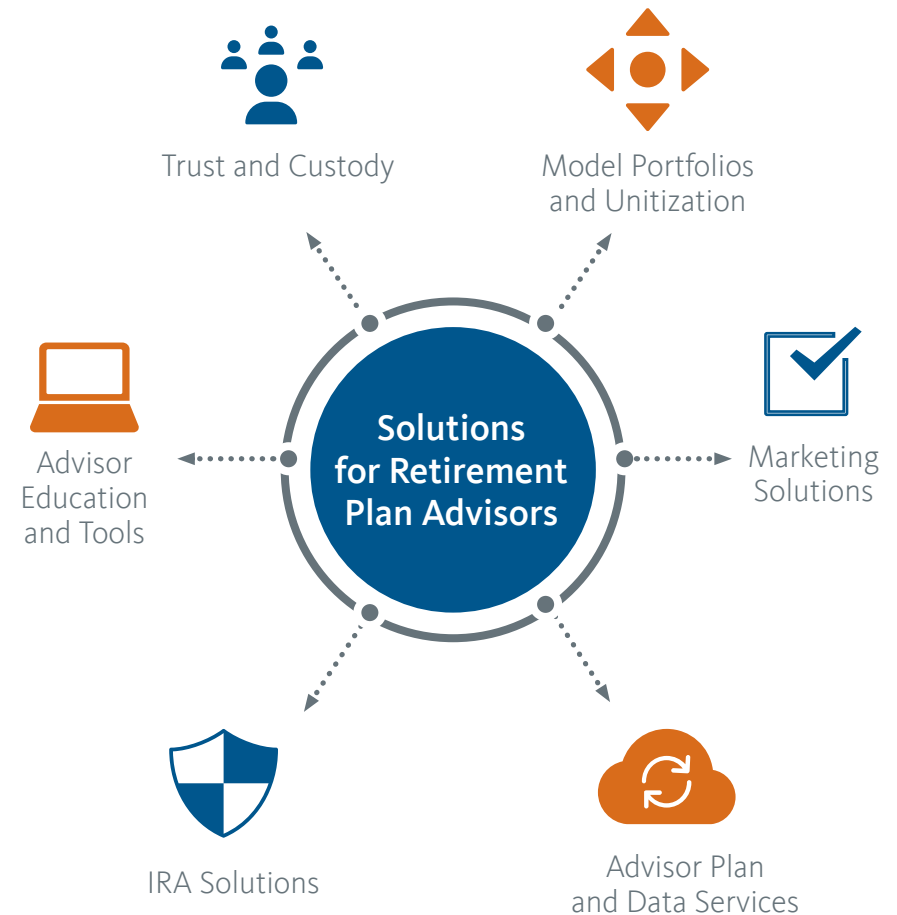 Trust and Custody
Model Portfolios
and Unitization
Advisor
Education
and Tools
Solutions
for Retirement
Plan Advisors
Marketing
Solutions
IRA Solutions
Advisor Plan
and Data Services